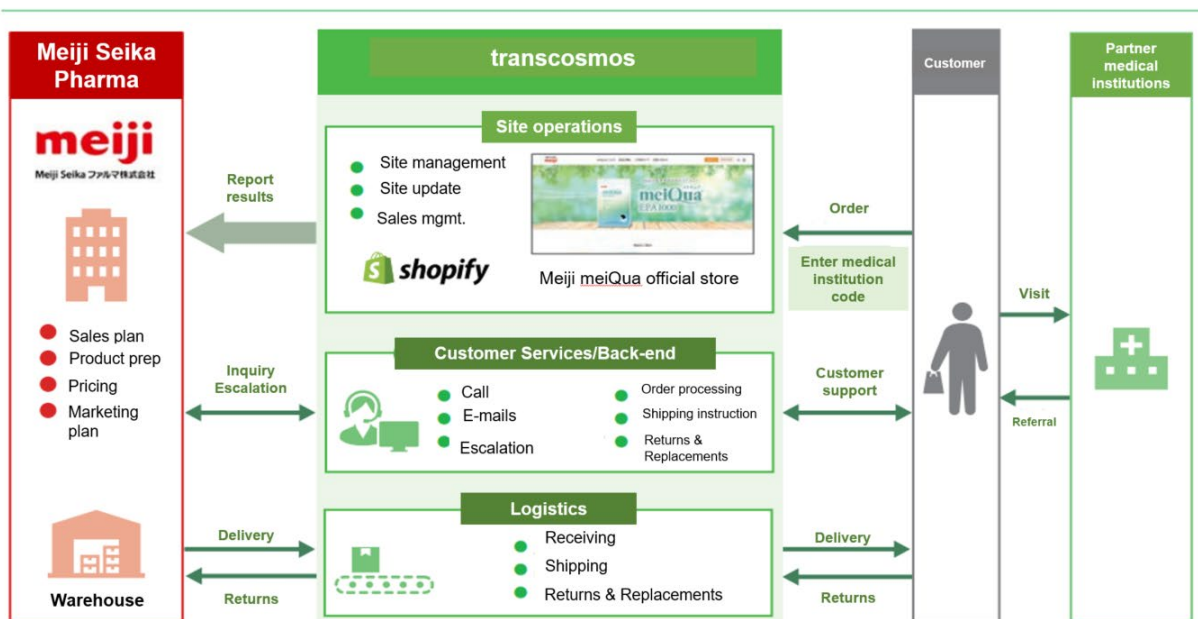 Meiji Seika
Pharma
meiji
Meiji Seika ファルマ株式会社
Sales plan
Product prep
Pricing
Marketing
plan
Warehouse
Report
results
Inquiry
Escalation
Delivery
Returns
transcosmos
Site operations
Site management
Site update
Sales mgmt.
shopify
meiQua
EPA1000
Meiji meiQua official store
Customer Services/Back-end
Call
E-mails
Escalation
Order processing
Shipping instruction
Returns &
Replacements
Logistics
Receiving
Shipping
Returns & Replacements
Order
Enter medical
institution
code
Customer
support
Delivery
Returns
Customer
Visit
Referral
Partner
medical
institutions